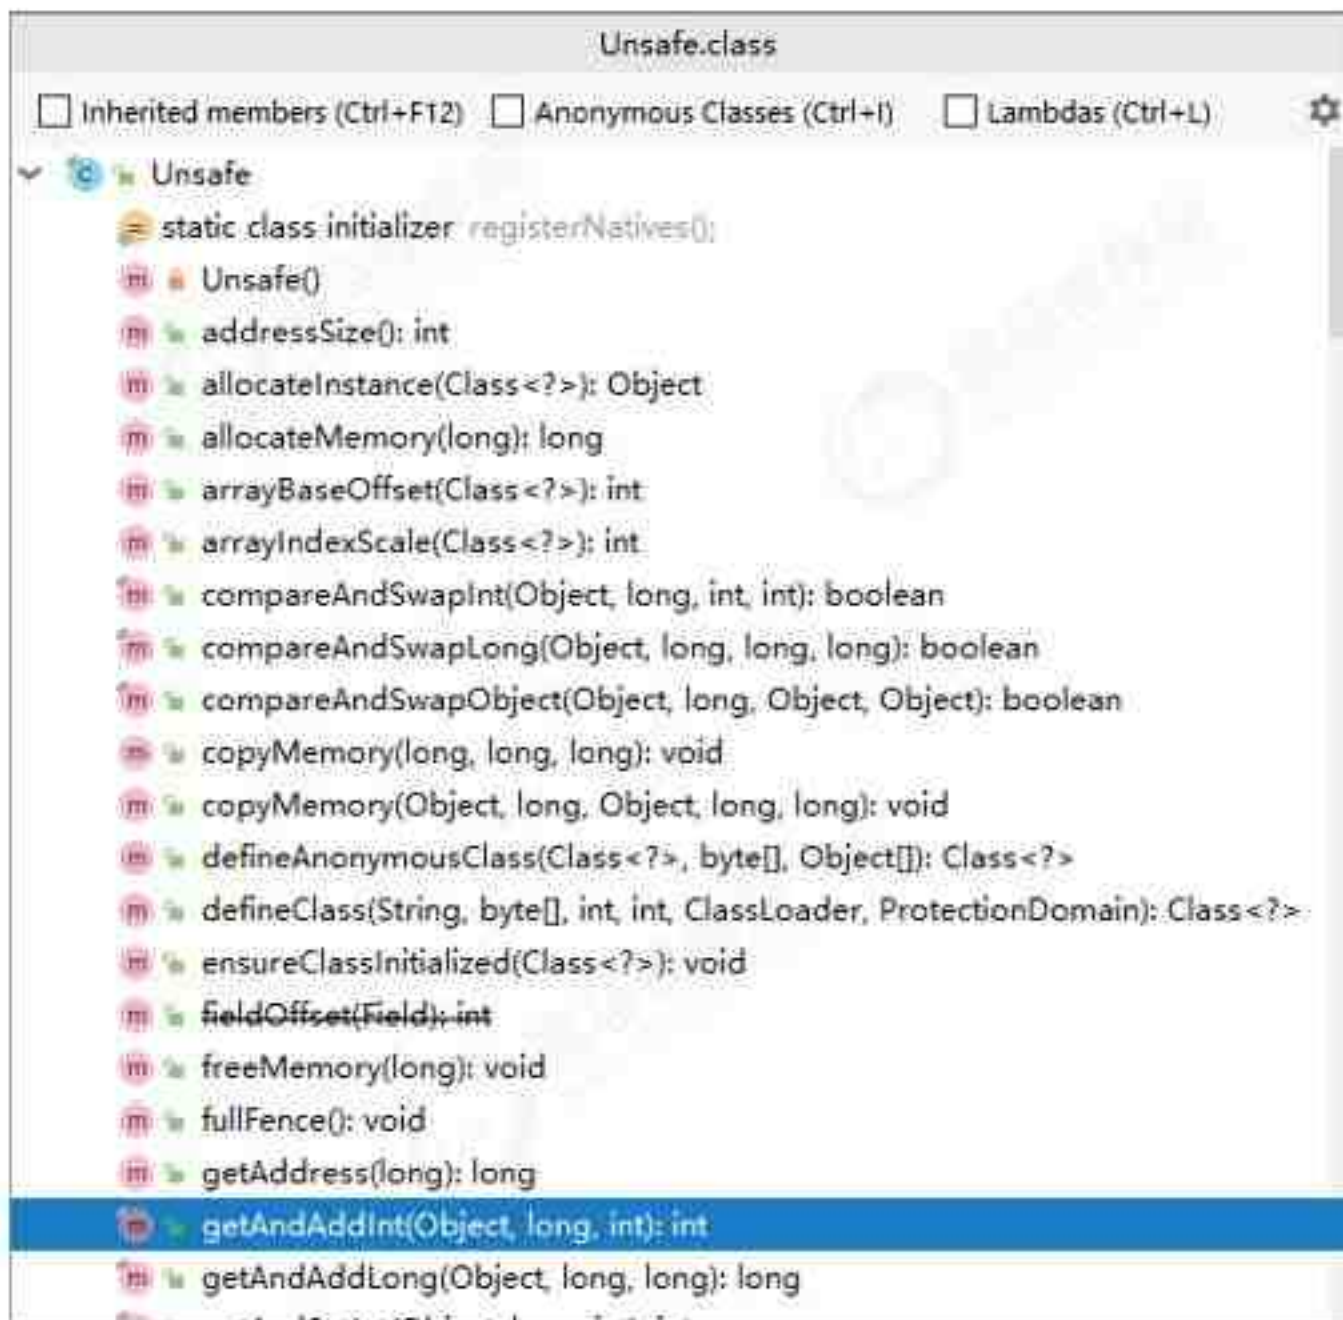 Unsafe.class
Inherited members (Ctrl+F12) Anonymous Classes (Ctrl+I) Lambdas (Ctrl+L)
Unsafe
static class initializer registerNatives();
Unsafe()
addressSize(): int
allocateInstance(Class<?>): Object
allocateMemory(long): long
arrayBaseOffset(Class<?>): int
arrayIndexScale(Class<?>): int
compareAndSwapInt(Object, long, int, int): boolean
compareAndSwapLong(Object, long, long, long): boolean
compareAndSwapObject(Object, long, Object, Object): boolean
copyMemory(long, long, long): void
copyMemory(Object, long, Object, long, long): void
defineAnonymousClass(Class<?>, byte[], Object[]): Class<?>
defineClass(String, byte[], int, int, ClassLoader, ProtectionDomain): Class<?>
ensureClassInitialized(Class<?>): void
fieldOffset(Field): int
freeMemory(long): void
fullFence(): void
getAddress(long): long
getAndAddInt(Object, long, int): int
getAndAddLong(Object, long, long): long